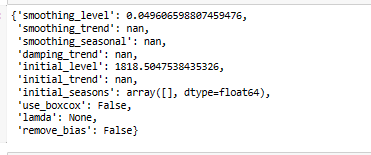 {'smoothing_level': 0.049606598807459476,
'smoothing_trend': nan,
'smoothing_seasonal': nan,
'damping_trend': nan,
'initial_level': 1818.5047538435326,
'initial_trend': nan,
'initial_seasons': array([], dtype=float64),
'use_boxcox': False,
'lamda': None,
'remove_bias': False}